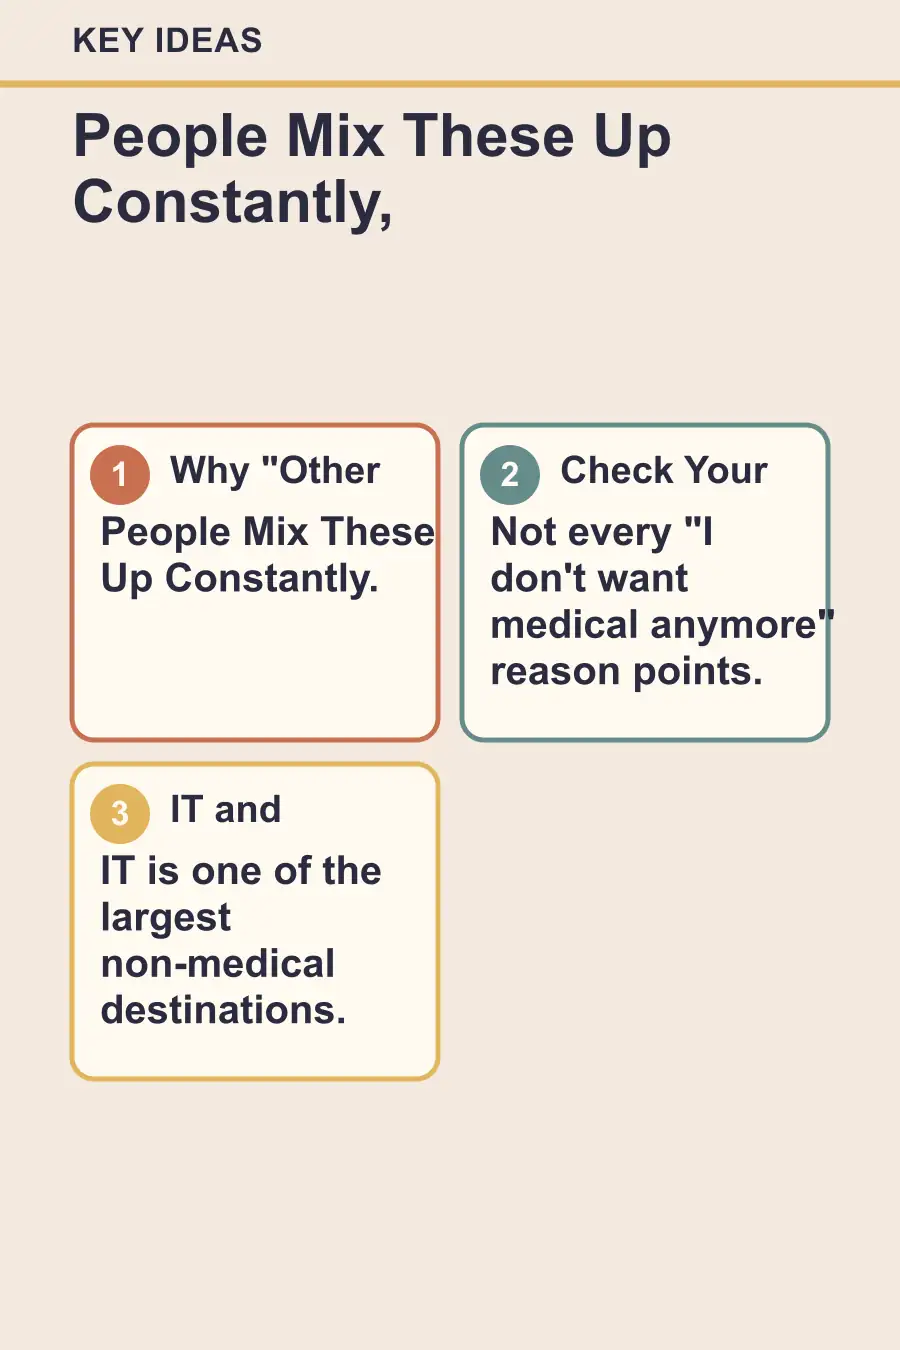 KEY IDEAS
People Mix These Up
Constantly,
1 Why "Other
People Mix These
Up Constantly.
2 Check Your
Not every "I
don't want
medical anymore"
reason points.
3 IT and
IT is one of the
largest
non-medical
destinations.